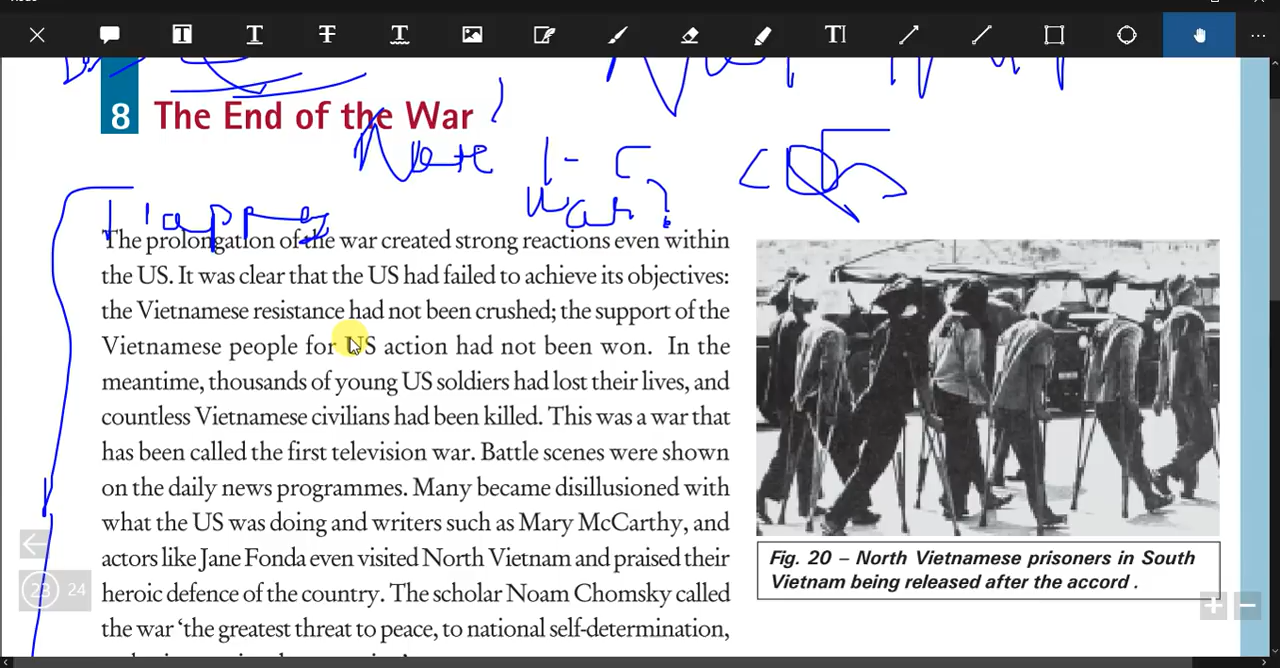 8 The End of the War
The prolongation of the war created strong reactions even within
the US. It was clear that the US had failed to achieve its objectives:
the Vietnamese resistance had not been crushed; the support of the
Vietnamese people for US action had not been won. In the
meantime, thousands of young US soldiers had lost their lives, and
countless Vietnamese civilians had been killed. This was a war that
has been called the first television war. Battle scenes were shown
on the daily news programmes. Many became disillusioned with
what the US was doing and writers such as Mary McCarthy, and
actors like Jane Fonda even visited North Vietnam and praised their
heroic defence of the country. The scholar Noam Chomsky called
the war ‘the greatest threat to peace, to national self-determination,
Fig. 20 – North Vietnamese prisoners in South
Vietnam being released after the accord .
23 24